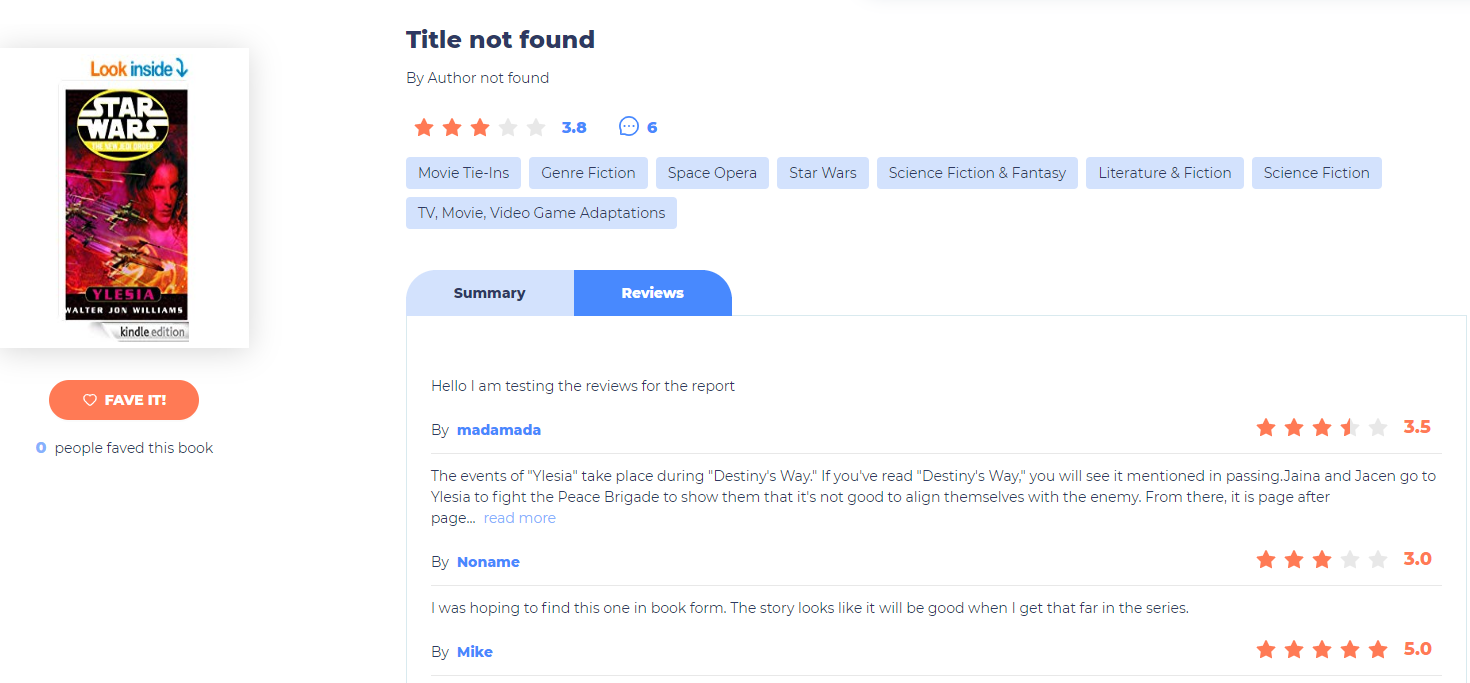 Look inside
STAR
WARS
THE NEW JEDI ORDER
YLESIA
WALTER JON WILLIAMS
kindle edition
FAVE IT!
0 people faved this book
Title not found
By Author not found
3.8 6
Movie Tie-Ins Genre Fiction Space Opera Star Wars Science Fiction & Fantasy Literature & Fiction Science Fiction
TV, Movie, Video Game Adaptations
Summary Reviews
Hello I am testing the reviews for the report
By madamada 3.5
The events of "Ylesia" take place during "Destiny's Way." If you've read "Destiny's Way," you will see it mentioned in passing.Jaina and Jacen go to
Ylesia to fight the Peace Brigade to show them that it's not good to align themselves with the enemy. From there, it is page after
page... read more
By Noname 3.0
I was hoping to find this one in book form. The story looks like it will be good when I get that far in the series.
By Mike 5.0